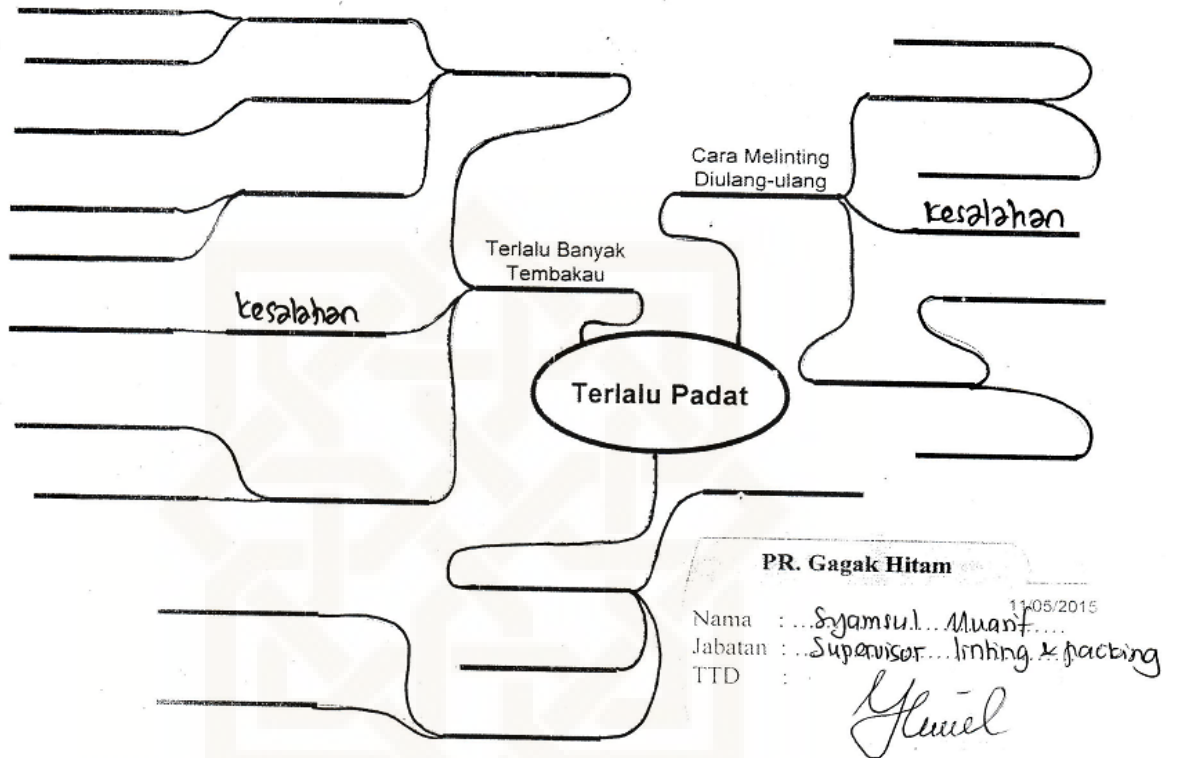 Cara Melinting
Diulang-ulang
kesalahan
Terlalu Banyak
Tembakau
kesalahan
Terlalu Padat
PR. Gagak Hitam
11/05/2015
Nama : ...Syamsul...Muarif.....
Jabatan : ..Supervisor...linting..&.packing
TTD :